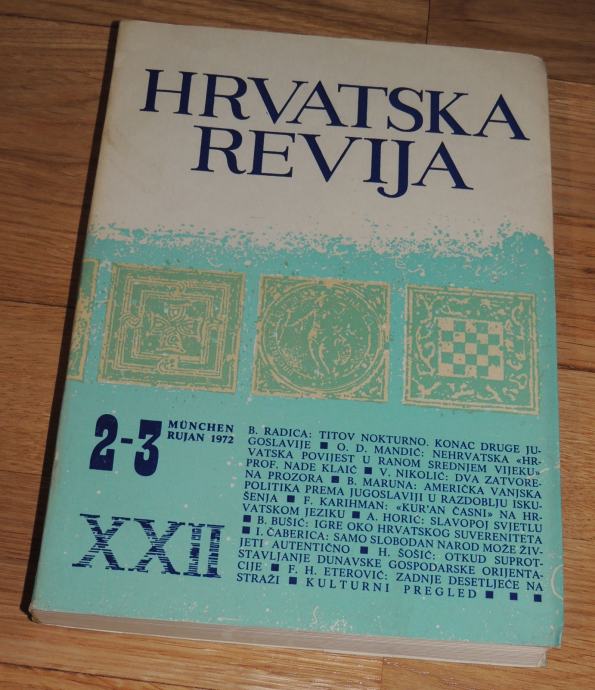 HRVATSKA
REVIJA
2-3
MÜNCHEN
RUJAN 1972
XXII
B. RADICA: TITOV NOKTURNO. KONAC DRUGE JU-
GOSLAVIJE ■ O. D. MANDIĆ: NEHRVATSKA «HR-
VATSKA POVIJEST U RANOM SREDNJEM VIJEKU»
PROF. NADE KLAIĆ ■ V. NIKOLIĆ: DVA ZATVORE-
NA PROZORA ■ B. MARUNA: AMERIČKA VANJSKA
POLITIKA PREMA JUGOSLAVIJI U RAZDOBLJU ISKU-
ŠENJA ■ F. KARIHMAN: «KUR'AN ČASNI» NA HR-
VATSKOM JEZIKU ■ A. HORIĆ: SLAVOPOJ SVJETLU
■ B. BUŠIĆ: IGRE OKO HRVATSKOG SUVERENITETA
■ I. ČABERICA: SAMO SLOBODAN NAROD MOŽE ŽIV-
JETI AUTENTIČNO ■ H. ŠOŠIĆ: OTKUD SUPROT-
STAVLJANJE DUNAVSKE GOSPODARSKE ORIJENTA-
CIJE ■ F. H. ETEROVIĆ: ZADNJE DESETLJEĆE NA
STRAŽI ■ KULTURNI PREGLED ■ ■ ■